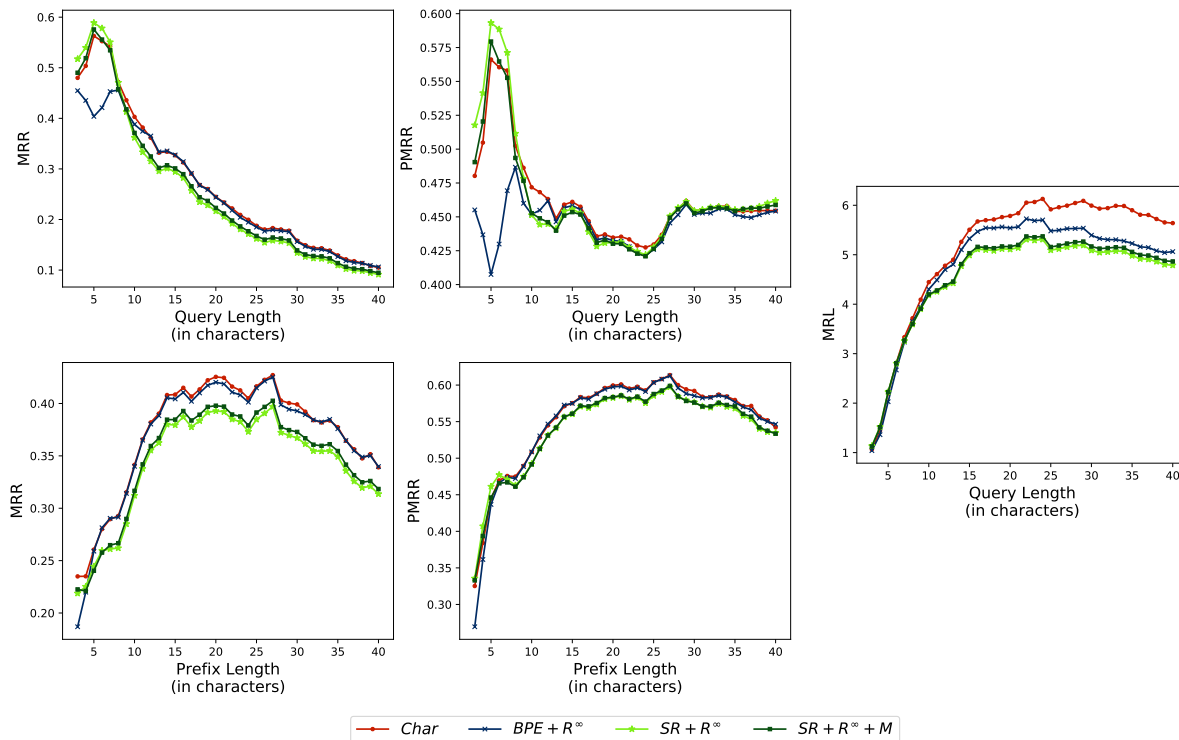 0.6
0.5
0.4
0.3
0.2
0.1
MRR
5 10 15 20 25 30 35 40
Query Length
(in characters)
0.600
0.575
0.550
0.525
0.500
0.475
0.450
0.425
0.400
PMRR
5 10 15 20 25 30 35 40
Query Length
(in characters)
6
5
4
3
2
1
MRL
5 10 15 20 25 30 35 40
Query Length
(in characters)
0.40
0.35
0.30
0.25
0.20
MRR
5 10 15 20 25 30 35 40
Prefix Length
(in characters)
0.60
0.55
0.50
0.45
0.40
0.35
0.30
PMRR
5 10 15 20 25 30 35 40
Prefix Length
(in characters)
Char BPE + R∞ SR + R∞ SR + R∞ + M